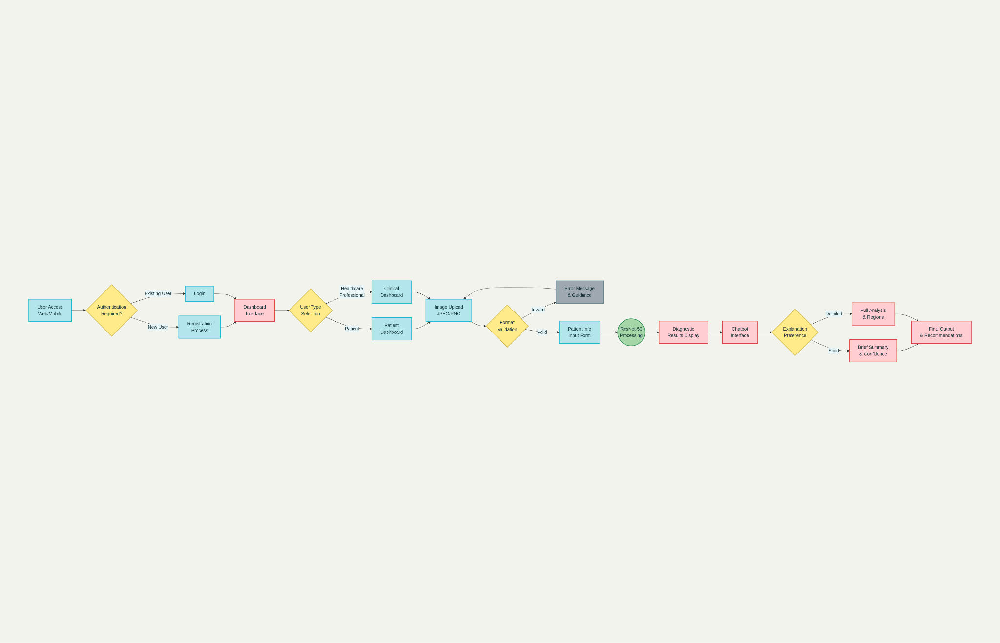 User Access
Web/Mobile
Authentication
Required?
Existing User
Login
New User
Registration
Process
Dashboard
Interface
User Type
Selection
Healthcare
Professional
Clinical
Dashboard
Patient
Patient
Dashboard
Image Upload
JPEG/PNG
Format
Validation
Invalid
Error Message
& Guidance
Valid
Patient Info
Input Form
ResNet-50
Processing
Diagnostic
Results Display
Chatbot
Interface
Explanation
Preference
Detailed
Full Analysis
& Regions
Short
Brief Summary
& Confidence
Final Output
& Recommendations